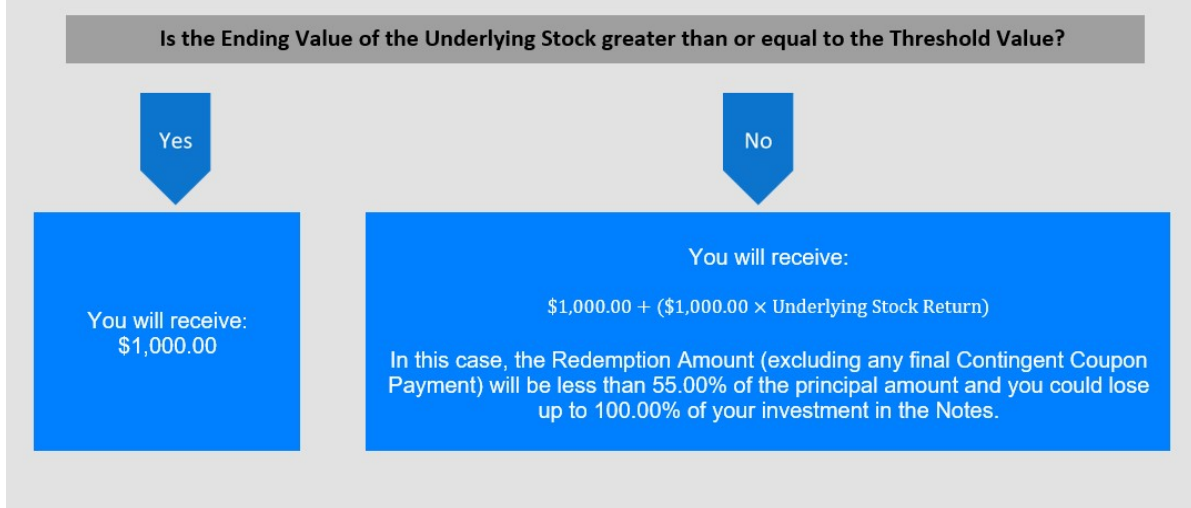 Is the Ending Value of the Underlying Stock greater than or equal to the Threshold Value?
Yes
No
You will receive:
$1,000.00
You will receive:
$1,000.00 + ($1,000.00 × Underlying Stock Return)
In this case, the Redemption Amount (excluding any final Contingent Coupon
Payment) will be less than 55.00% of the principal amount and you could lose
up to 100.00% of your investment in the Notes.